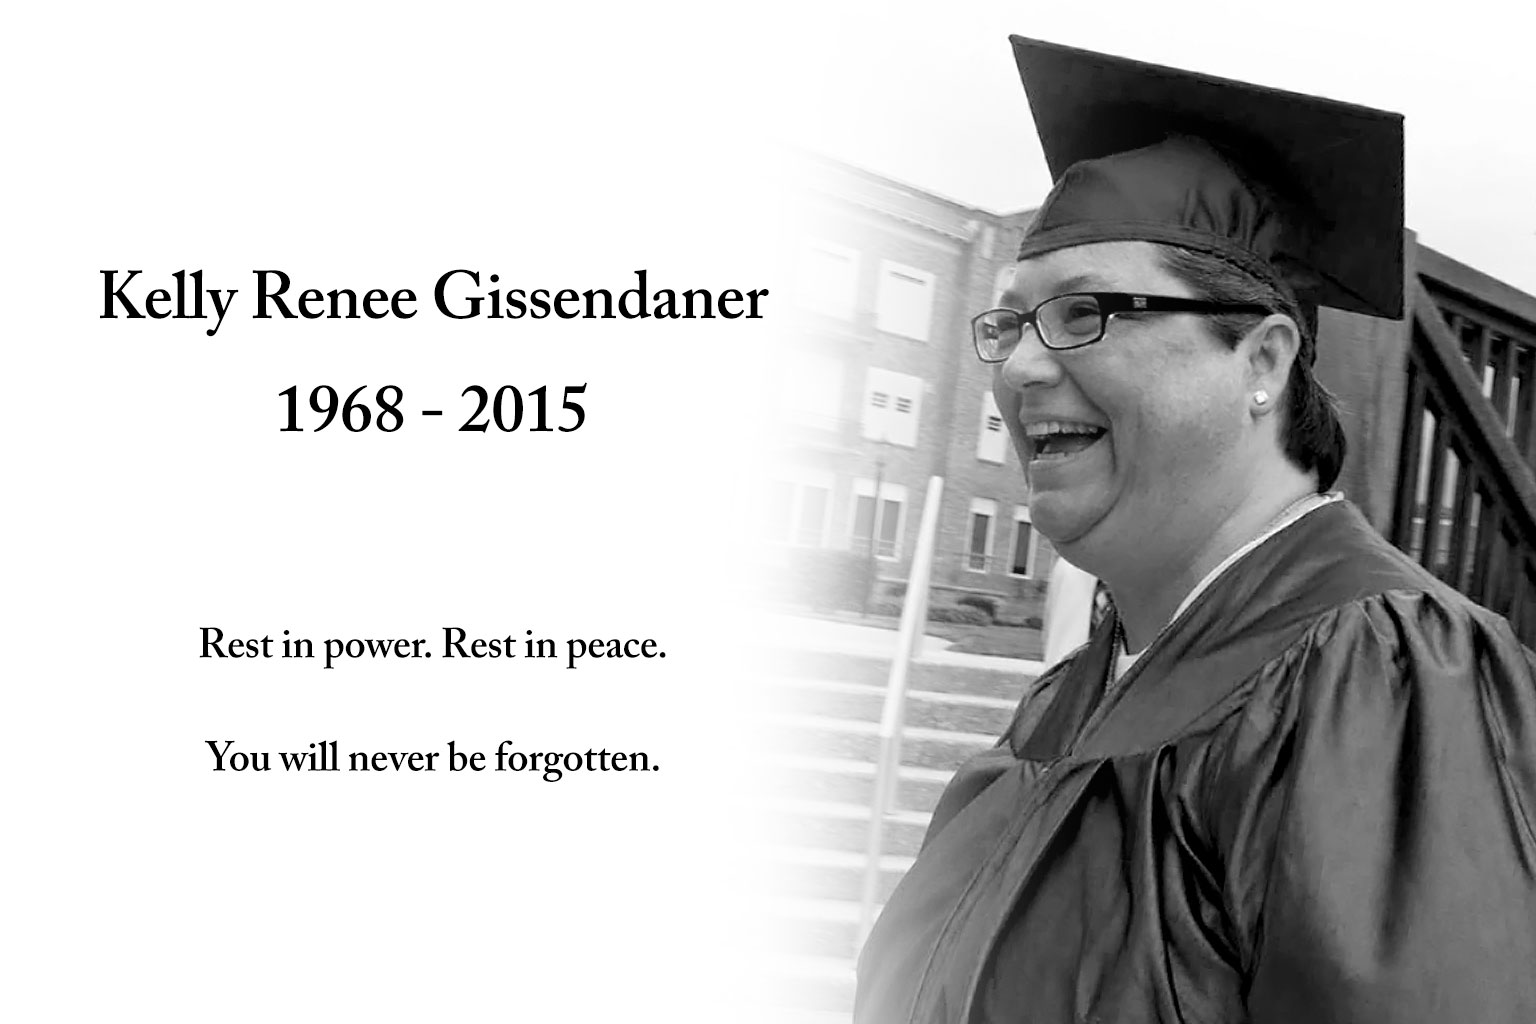 Kelly Renee Gissendaner
1968 - 2015
Rest in power. Rest in peace.
You will never be forgotten.